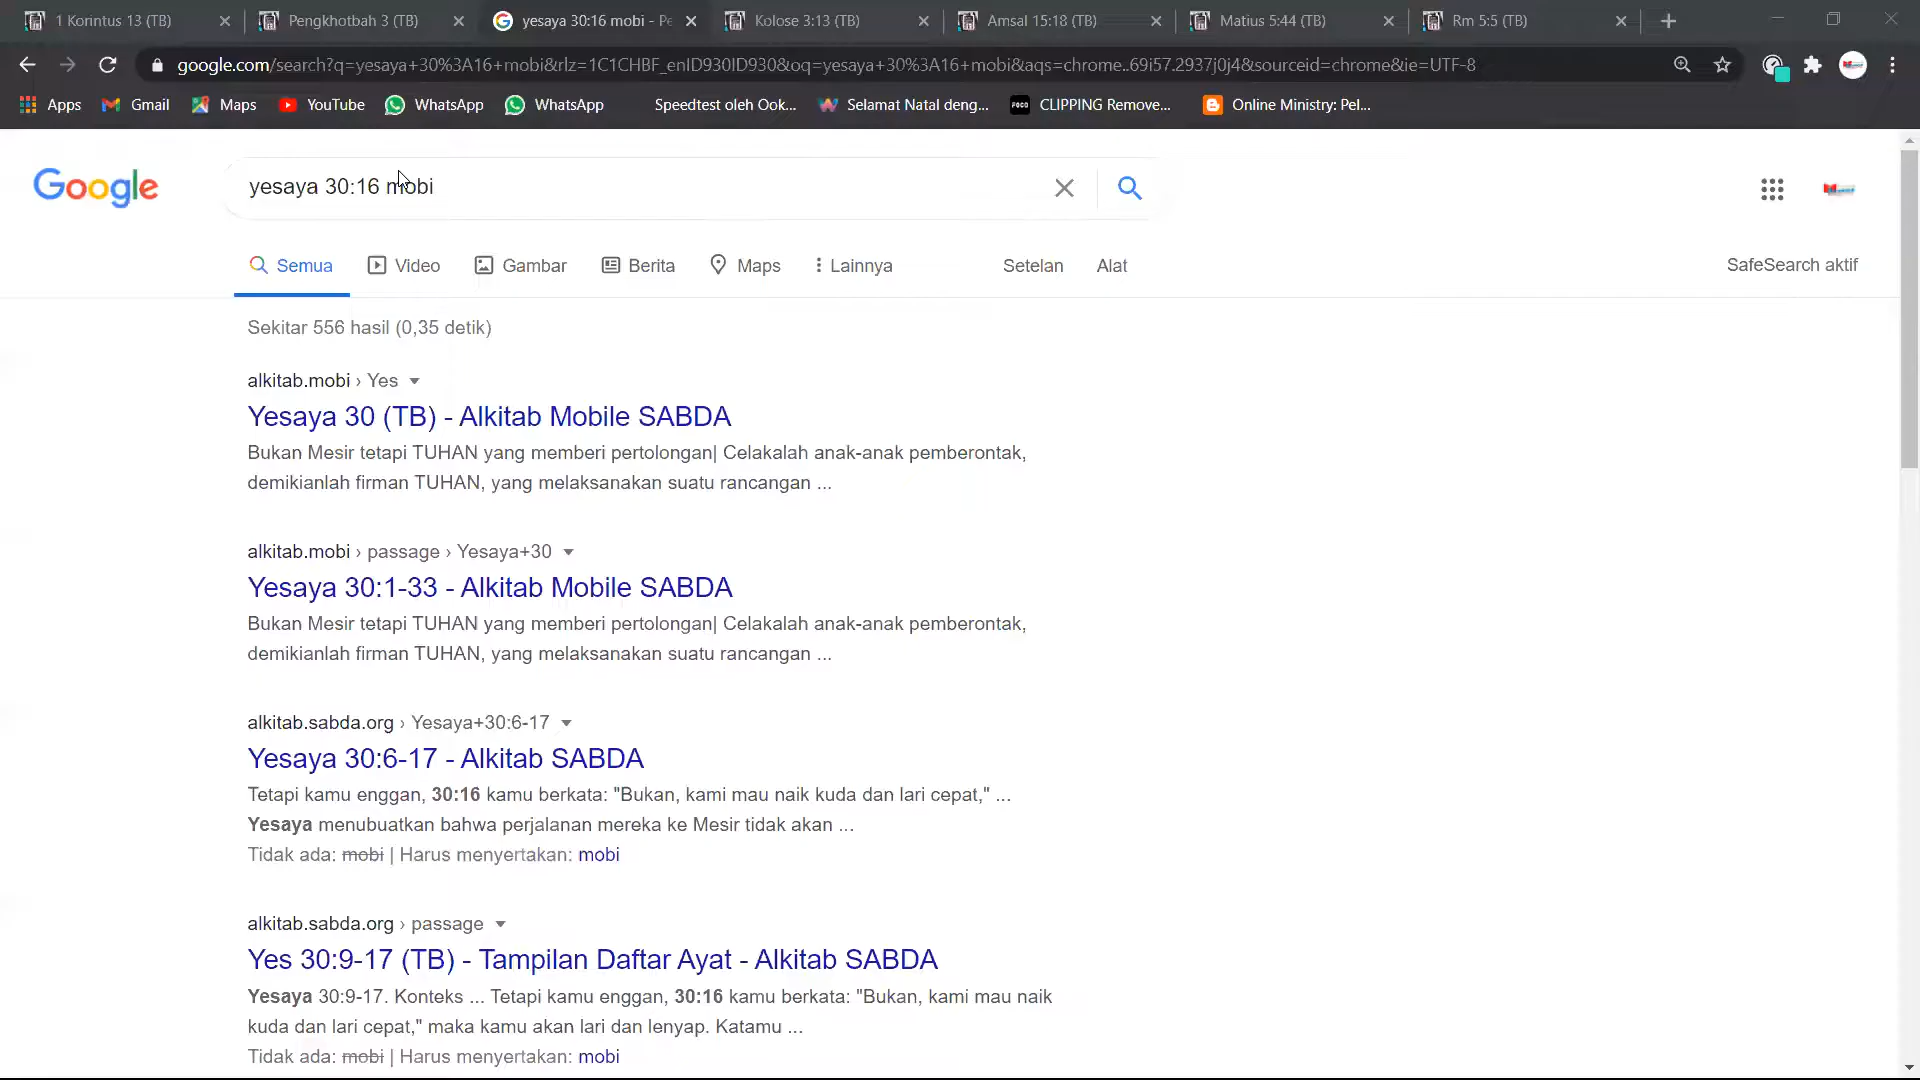 1 Korintus 13 (TB)
Pengkhotbah 3 (TB)
yesaya 30:16 mobi - Pe
Kolose 3:13 (TB)
Amsal 15:18 (TB)
Matius 5:44 (TB)
Rm 5:5 (TB)
google.com/search?q=yesaya+30%3A16+mobi&rlz=1C1CHBF_enID930ID930&oq=yesaya+30%3A16+mobi&aqs=chrome..69i57.2937j0j4&sourceid=chrome&ie=UTF-8
Apps
Gmail
Maps
YouTube
WhatsApp
WhatsApp
Speedtest oleh Ook...
Selamat Natal deng...
CLIPPING Remove...
Online Ministry: Pel...
Google
yesaya 30:16 mobi
Semua
Video
Gambar
Berita
Maps
Lainnya
Setelan
Alat
SafeSearch aktif
Sekitar 556 hasil (0,35 detik)
alkitab.mobi › Yes
Yesaya 30 (TB) - Alkitab Mobile SABDA
Bukan Mesir tetapi TUHAN yang memberi pertolongan| Celakalah anak-anak pemberontak,
demikianlah firman TUHAN, yang melaksanakan suatu rancangan ...
alkitab.mobi › passage › Yesaya+30
Yesaya 30:1-33 - Alkitab Mobile SABDA
Bukan Mesir tetapi TUHAN yang memberi pertolongan| Celakalah anak-anak pemberontak,
demikianlah firman TUHAN, yang melaksanakan suatu rancangan ...
alkitab.sabda.org › Yesaya+30:6-17
Yesaya 30:6-17 - Alkitab SABDA
Tetapi kamu enggan, 30:16 kamu berkata: "Bukan, kami mau naik kuda dan lari cepat," ...
Yesaya menubuatkan bahwa perjalanan mereka ke Mesir tidak akan ...
Tidak ada: mobi | Harus menyertakan: mobi
alkitab.sabda.org › passage
Yes 30:9-17 (TB) - Tampilan Daftar Ayat - Alkitab SABDA
Yesaya 30:9-17. Konteks ... Tetapi kamu enggan, 30:16 kamu berkata: "Bukan, kami mau naik
kuda dan lari cepat," maka kamu akan lari dan lenyap. Katamu ...
Tidak ada: mobi | Harus menyertakan: mobi